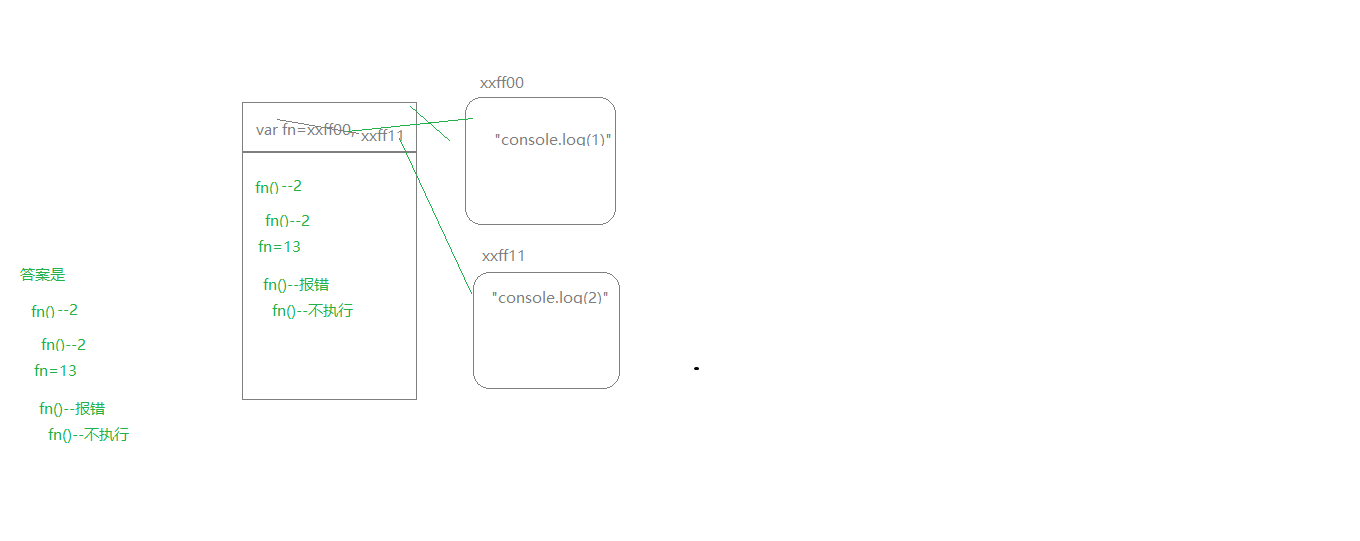 xxff00
"console.log(1)"
var fn=xxff00, xxff11
fn()--2
fn()--2
fn=13
fn()--报错
fn()--不执行
xxff11
"console.log(2)"
答案是
fn()--2
fn()--2
fn=13
fn()--报错
fn()--不执行